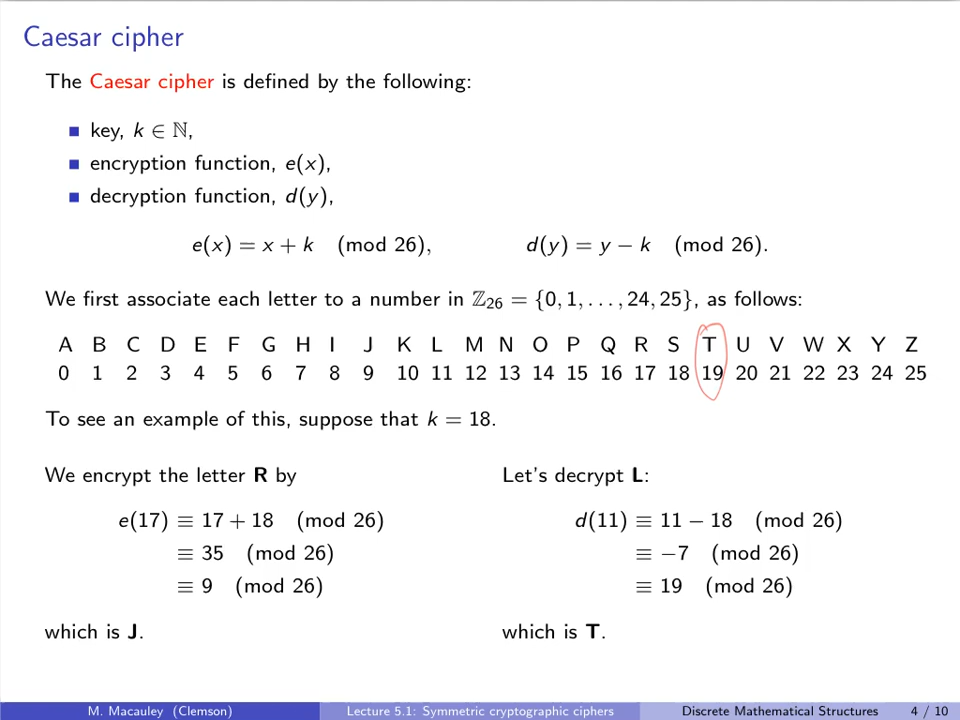 Caesar cipher
The Caesar cipher is defined by the following:
key, k ∈ ℕ,
encryption function, e(x),
decryption function, d(y),
e(x) = x + k (mod 26), d(y) = y − k (mod 26).
We first associate each letter to a number in ℤ₂₆ = {0, 1, . . . , 24, 25}, as follows:
A B C D E F G H I J K L M N O P Q R S T U V W X Y Z
0 1 2 3 4 5 6 7 8 9 10 11 12 13 14 15 16 17 18 19 20 21 22 23 24 25
To see an example of this, suppose that k = 18.
We encrypt the letter R by
e(17) ≡ 17 + 18 (mod 26)
≡ 35 (mod 26)
≡ 9 (mod 26)
which is J.
Let's decrypt L:
d(11) ≡ 11 − 18 (mod 26)
≡ −7 (mod 26)
≡ 19 (mod 26)
which is T.
M. Macauley (Clemson) Lecture 5.1: Symmetric cryptographic ciphers Discrete Mathematical Structures 4 / 10